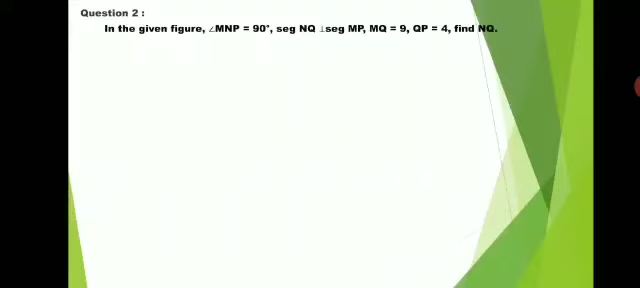 Question 2 :
In the given figure, ∠MNP = 90°, seg NQ ⊥seg MP, MQ = 9, QP = 4, find NQ.